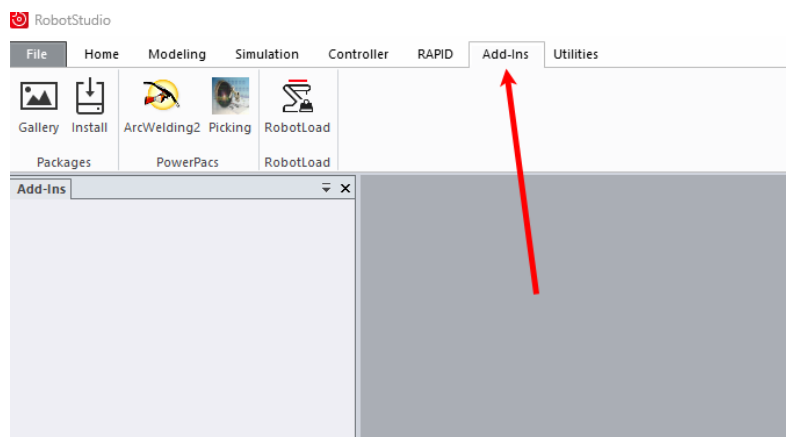 RobotStudio
File Home Modeling Simulation Controller RAPID Add-Ins Utilities
Gallery Install ArcWelding2 Picking RobotLoad
Packages PowerPacs RobotLoad
Add-Ins